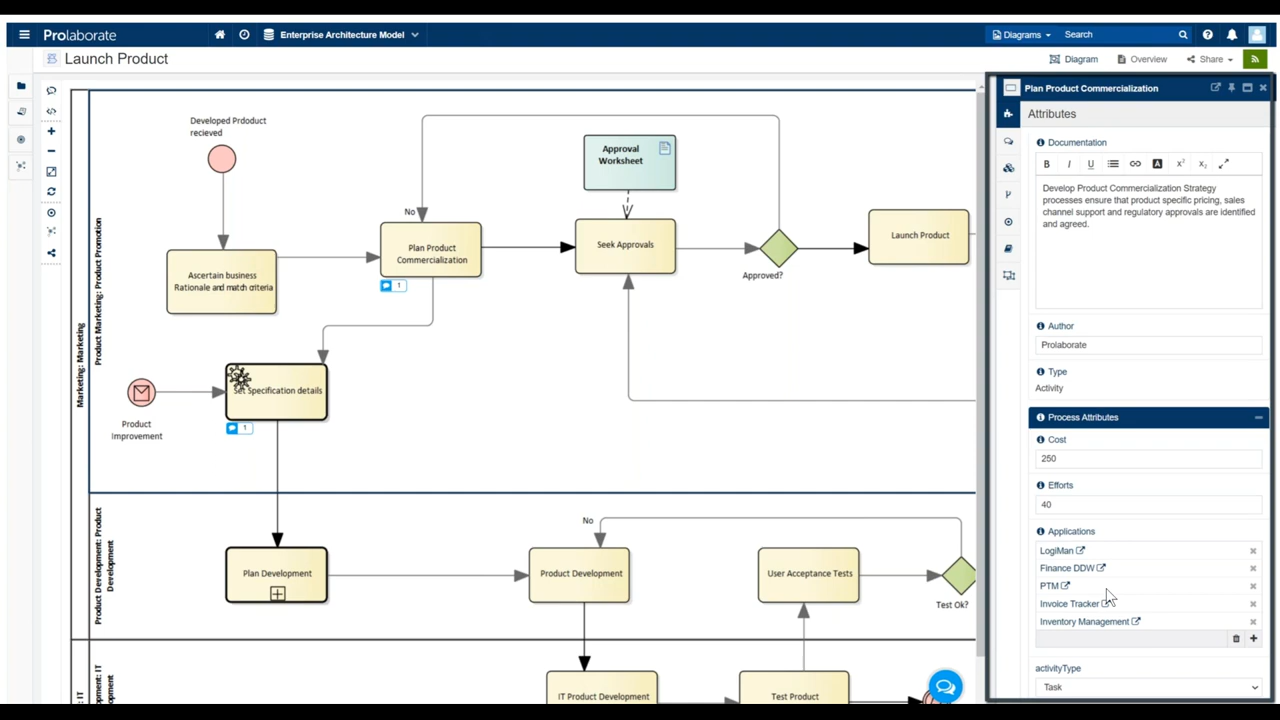 Prolaborate
Enterprise Architecture Model
Diagrams
Search
Launch Product
Diagram
Overview
Share
Developed Prdoduct
recieved
Approval
Worksheet
No
Plan Product
Commercialization
1
Seek Approvals
Approved?
Launch Product
Ascertain business
Rationale and match criteria
Marketing: Marketing
Product Marketing: Product Promotion
Set Specification details
1
Product
Improvement
Product Development: Product
Development
Plan Development
No
Product Development
User Acceptance Tests
Test Ok?
IT Product Development
Test Product
Plan Product Commercialization
Attributes
Documentation
B I U A X² X₂
Develop Product Commercialization Strategy
processes ensure that product specific pricing, sales
channel support and regulatory approvals are identified
and agreed.
Author
Prolaborate
Type
Activity
Process Attributes
Cost
250
Efforts
40
Applications
LogiMan
Finance DDW
PTM
Invoice Tracker
Inventory Management
activityType
Task